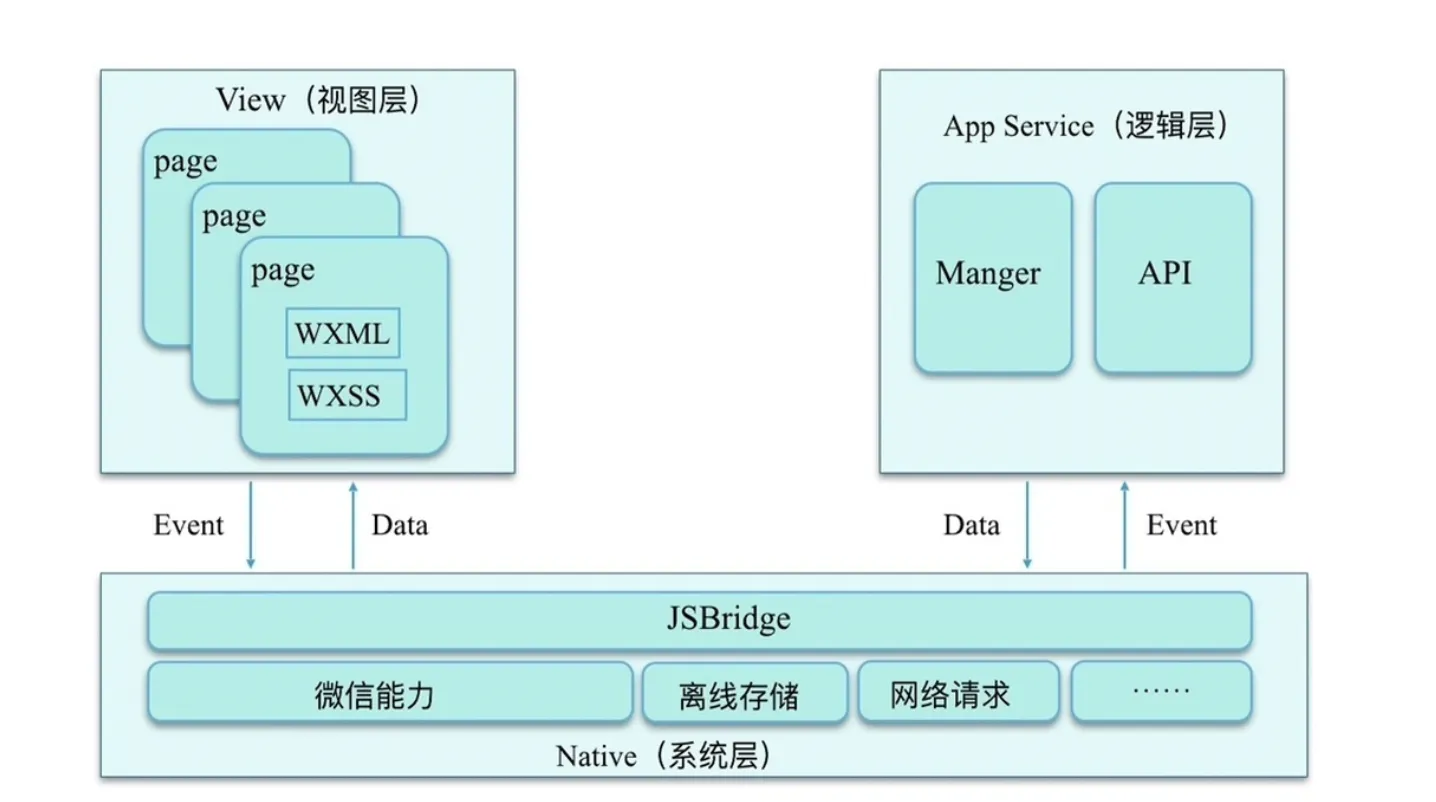 View（视图层）
page
page
page
WXML
WXSS
App Service（逻辑层）
Manger
API
Event
Data
Data
Event
JSBridge
微信能力
离线存储
网络请求
······
Native（系统层）